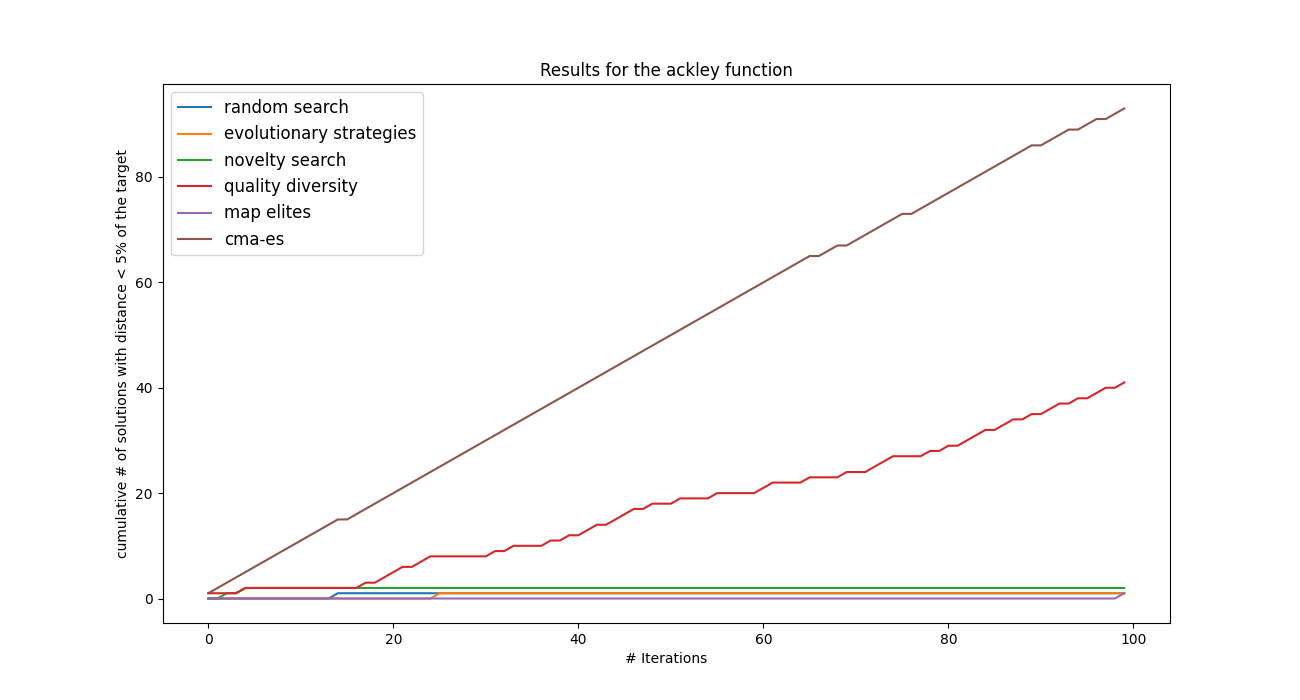 Results for the ackley function
random search
evolutionary strategies
novelty search
quality diversity
map elites
cma-es
cumulative # of solutions with distance < 5% of the target
80
60
40
20
0
0 20 40 60 80 100
# Iterations